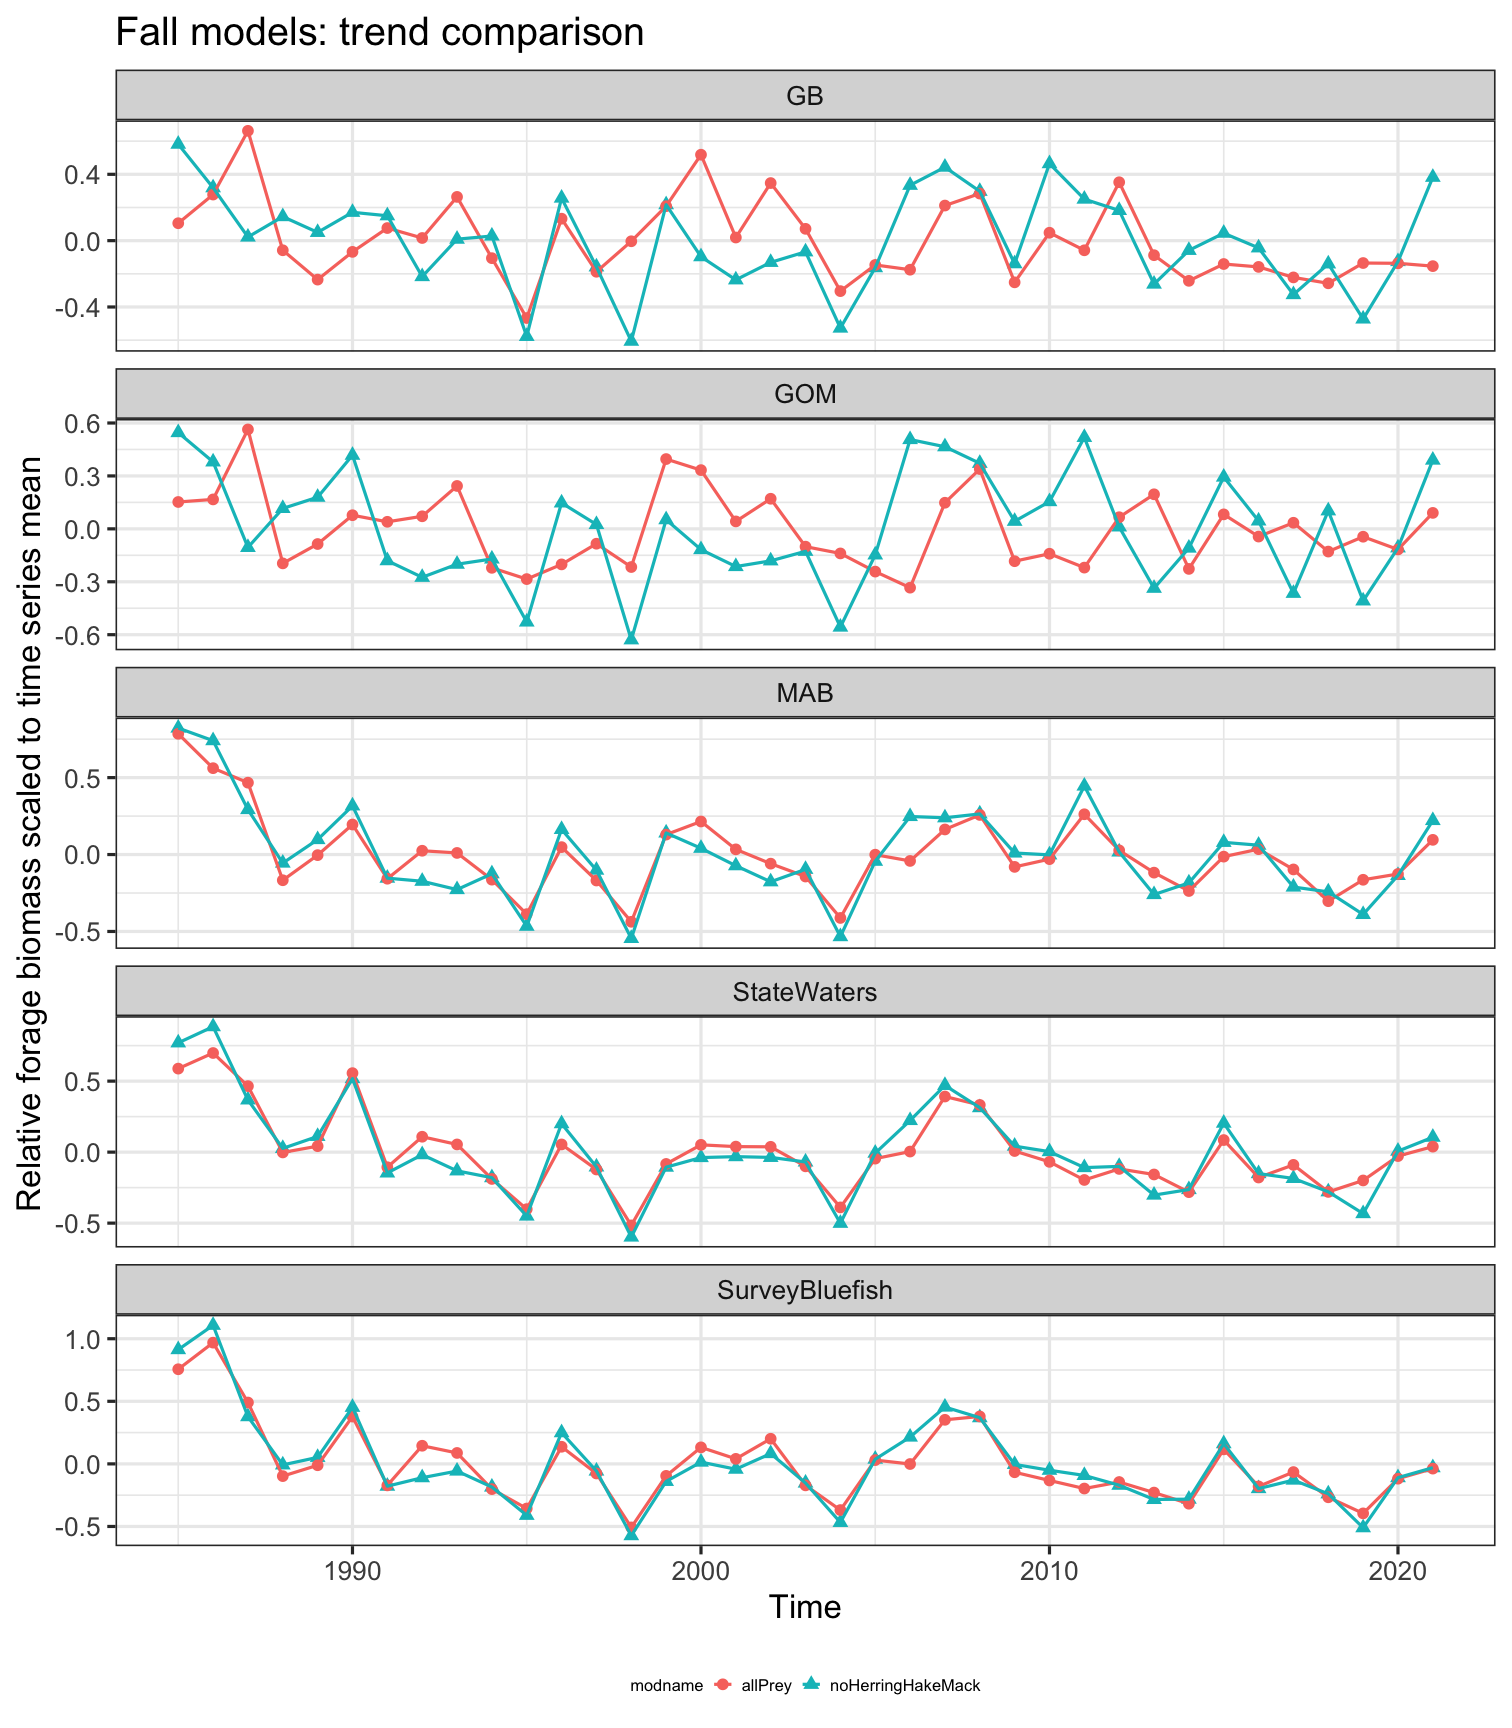 Fall models: trend comparison
GB
0.4
0.0
-0.4
GOM
0.6
0.3
0.0
-0.3
-0.6
MAB
0.5
0.0
-0.5
StateWaters
0.5
0.0
-0.5
SurveyBluefish
1.0
0.5
0.0
-0.5
Relative forage biomass scaled to time series mean
1990 2000 2010 2020
Time
modname allPrey noHerringHakeMack